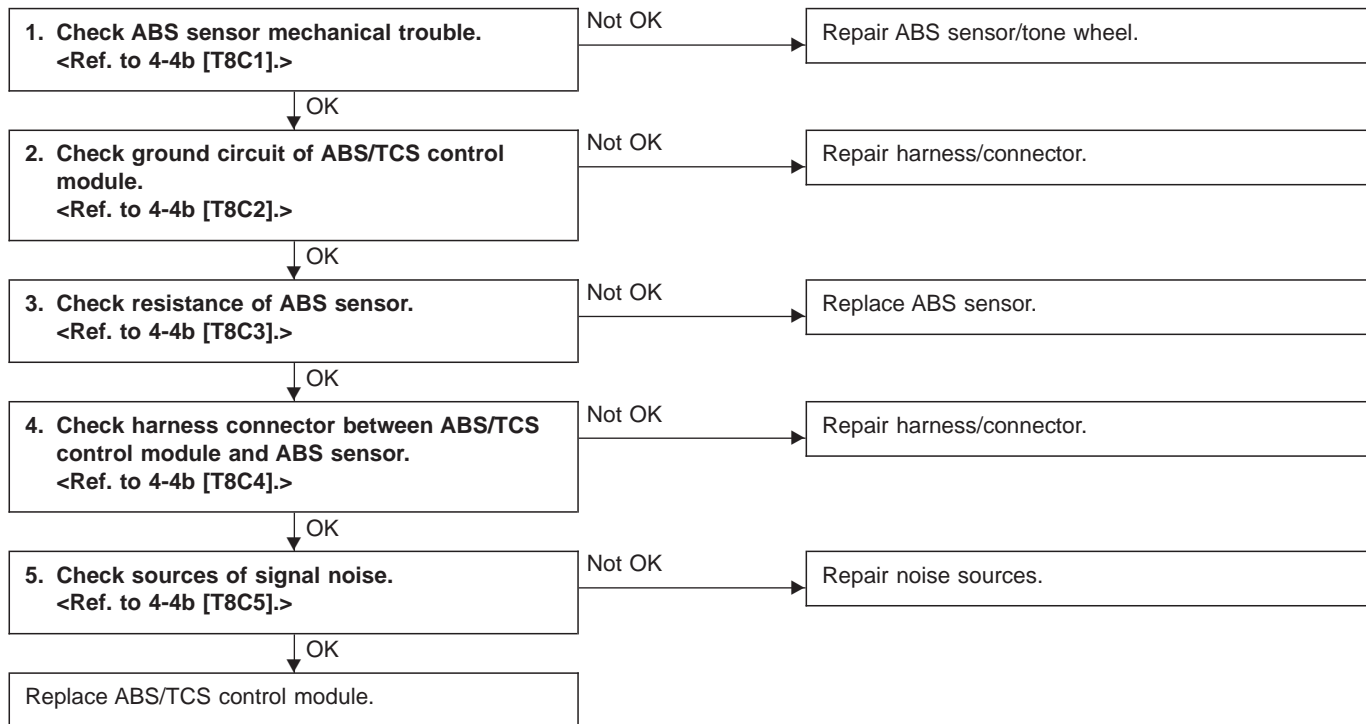 1. Check ABS sensor mechanical trouble.
<Ref. to 4-4b [T8C1].>
Not OK
Repair ABS sensor/tone wheel.
OK
2. Check ground circuit of ABS/TCS control
module.
<Ref. to 4-4b [T8C2].>
Not OK
Repair harness/connector.
OK
3. Check resistance of ABS sensor.
<Ref. to 4-4b [T8C3].>
Not OK
Replace ABS sensor.
OK
4. Check harness connector between ABS/TCS
control module and ABS sensor.
<Ref. to 4-4b [T8C4].>
Not OK
Repair harness/connector.
OK
5. Check sources of signal noise.
<Ref. to 4-4b [T8C5].>
Not OK
Repair noise sources.
OK
Replace ABS/TCS control module.